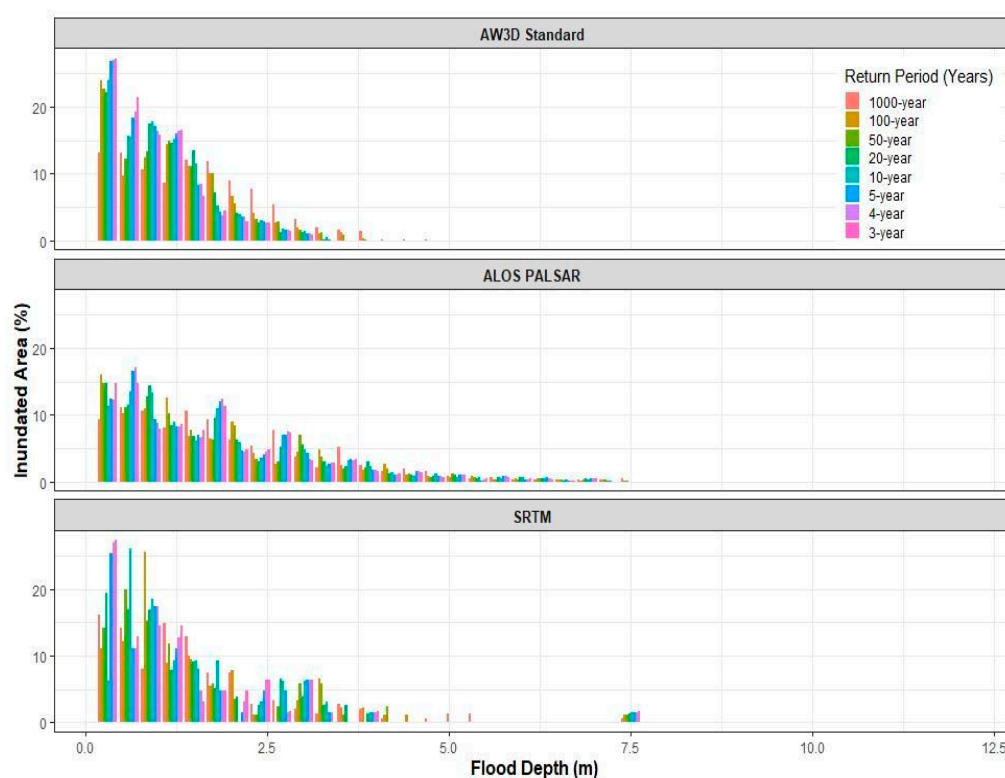 AW3D Standard
Return Period (Years)
1000-year
100-year
50-year
20-year
10-year
5-year
4-year
3-year
20
10
0
ALOS PALSAR
20
10
0
SRTM
20
10
0
Inundated Area (%)
0.0 2.5 5.0 7.5 10.0 12.5
Flood Depth (m)